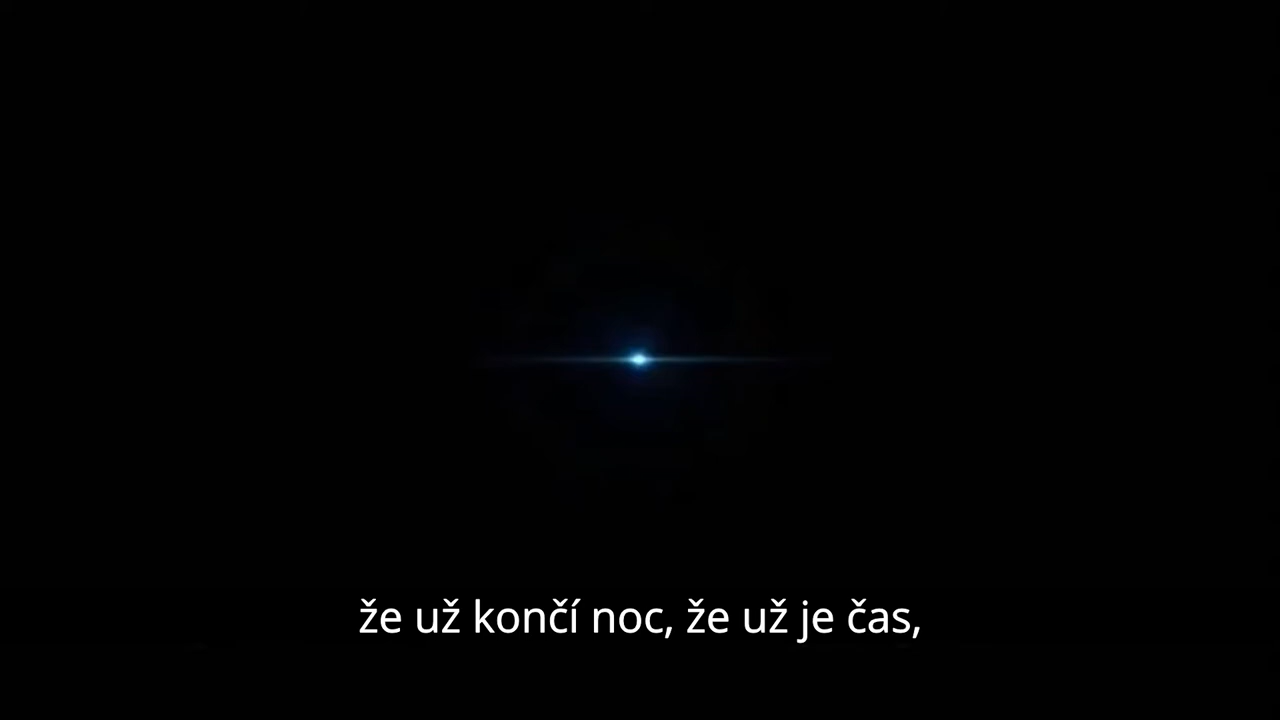 že už končí noc, že už je čas,